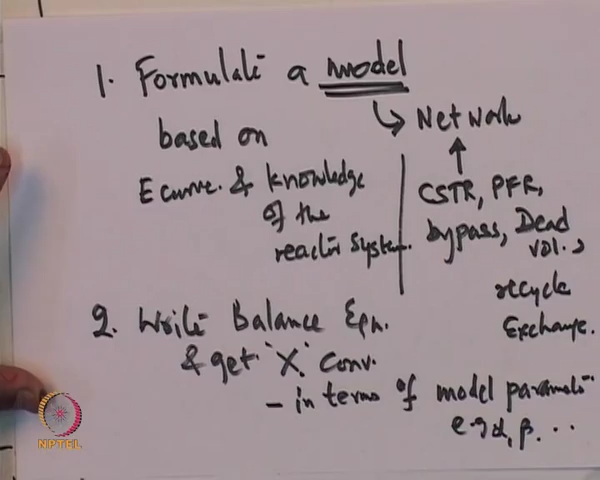 1. Formulate a model
based on
E curve. & knowledge
of the
reactor system.
↳ Network
↑
CSTR, PFR,
bypass, Dead
vol.,
recycle
Exchange.
2. Write Balance Eqn.
& get "X" Conv.
- in terms of model parameter
e.g α, β. . . .
NPTEL